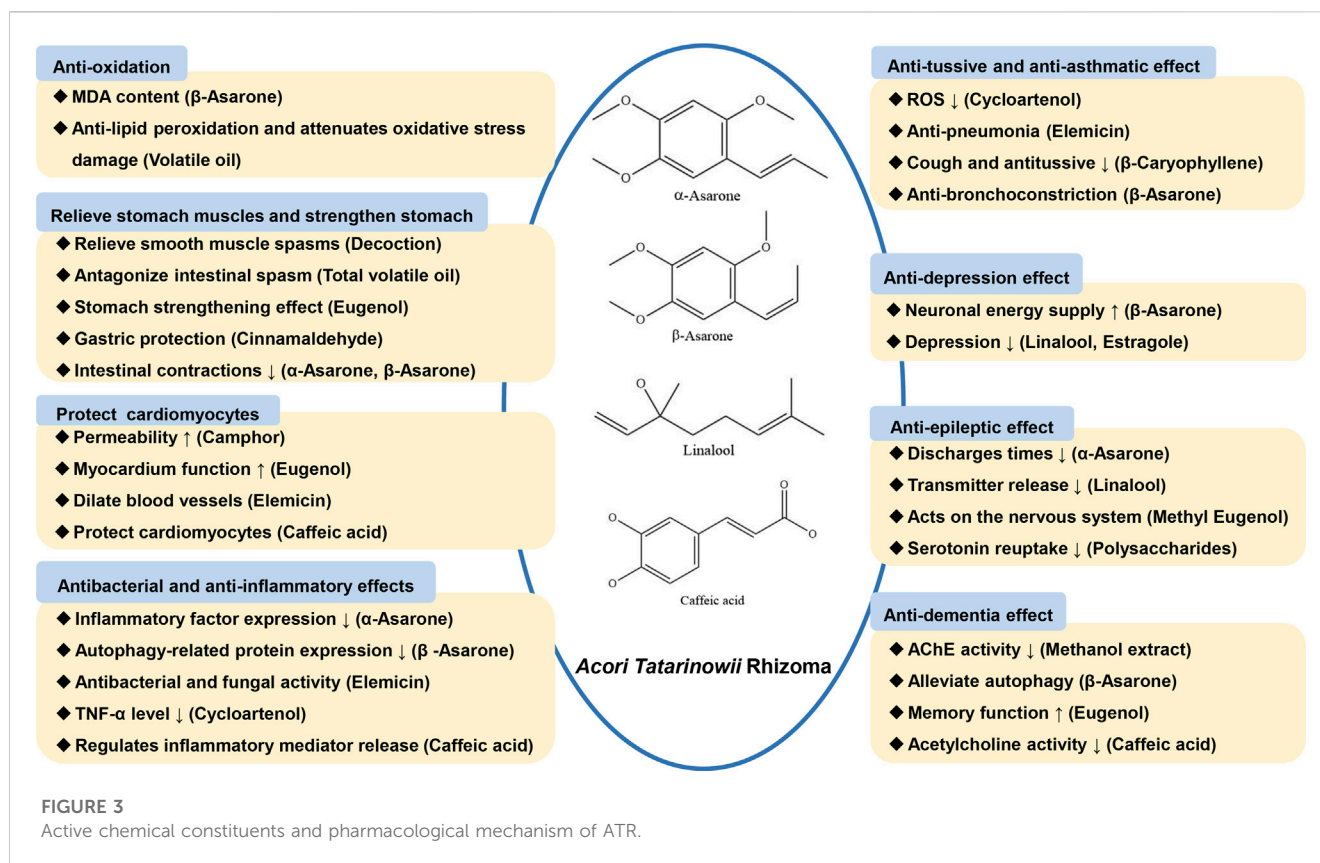 Anti-oxidation
◆ MDA content (β-Asarone)
◆ Anti-lipid peroxidation and attenuates oxidative stress
damage (Volatile oil)
Relieve stomach muscles and strengthen stomach
◆ Relieve smooth muscle spasms (Decoction)
◆ Antagonize intestinal spasm (Total volatile oil)
◆ Stomach strengthening effect (Eugenol)
◆ Gastric protection (Cinnamaldehyde)
◆ Intestinal contractions ↓ (α-Asarone, β-Asarone)
Protect cardiomyocytes
◆ Permeability ↑ (Camphor)
◆ Myocardium function ↑ (Eugenol)
◆ Dilate blood vessels (Elemicin)
◆ Protect cardiomyocytes (Caffeic acid)
Antibacterial and anti-inflammatory effects
◆ Inflammatory factor expression ↓ (α-Asarone)
◆ Autophagy-related protein expression ↓ (β -Asarone)
◆ Antibacterial and fungal activity (Elemicin)
◆ TNF-α level ↓ (Cycloartenol)
◆ Regulates inflammatory mediator release (Caffeic acid)
O
O
O
α-Asarone
O
O
O
β-Asarone
O
Linalool
O
O
O
O
Caffeic acid
Acori Tatarinowii Rhizoma
Anti-tussive and anti-asthmatic effect
◆ ROS ↓ (Cycloartenol)
◆ Anti-pneumonia (Elemicin)
◆ Cough and antitussive ↓ (β-Caryophyllene)
◆ Anti-bronchoconstriction (β-Asarone)
Anti-depression effect
◆ Neuronal energy supply ↑ (β-Asarone)
◆ Depression ↓ (Linalool, Estragole)
Anti-epileptic effect
◆ Discharges times ↓ (α-Asarone)
◆ Transmitter release ↓ (Linalool)
◆ Acts on the nervous system (Methyl Eugenol)
◆ Serotonin reuptake ↓ (Polysaccharides)
Anti-dementia effect
◆ AChE activity ↓ (Methanol extract)
◆ Alleviate autophagy (β-Asarone)
◆ Memory function ↑ (Eugenol)
◆ Acetylcholine activity ↓ (Caffeic acid)
FIGURE 3
Active chemical constituents and pharmacological mechanism of ATR.